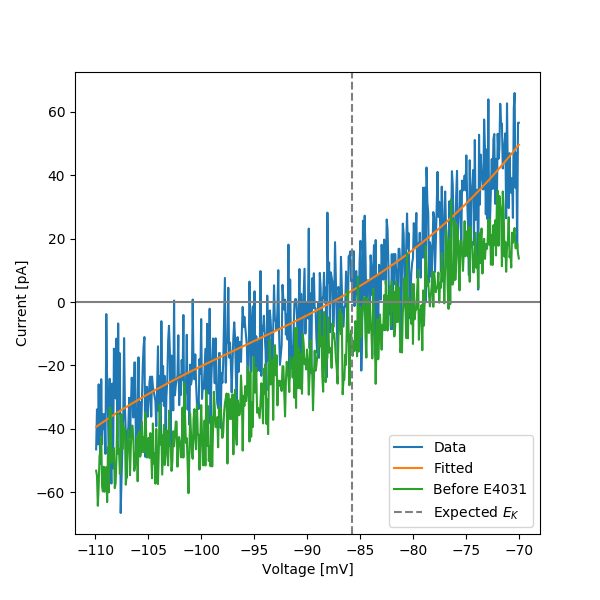 60
40
20
0
−20
−40
−60
Current [pA]
−110 −105 −100 −95 −90 −85 −80 −75 −70
Voltage [mV]
Data
Fitted
Before E4031
Expected E_K